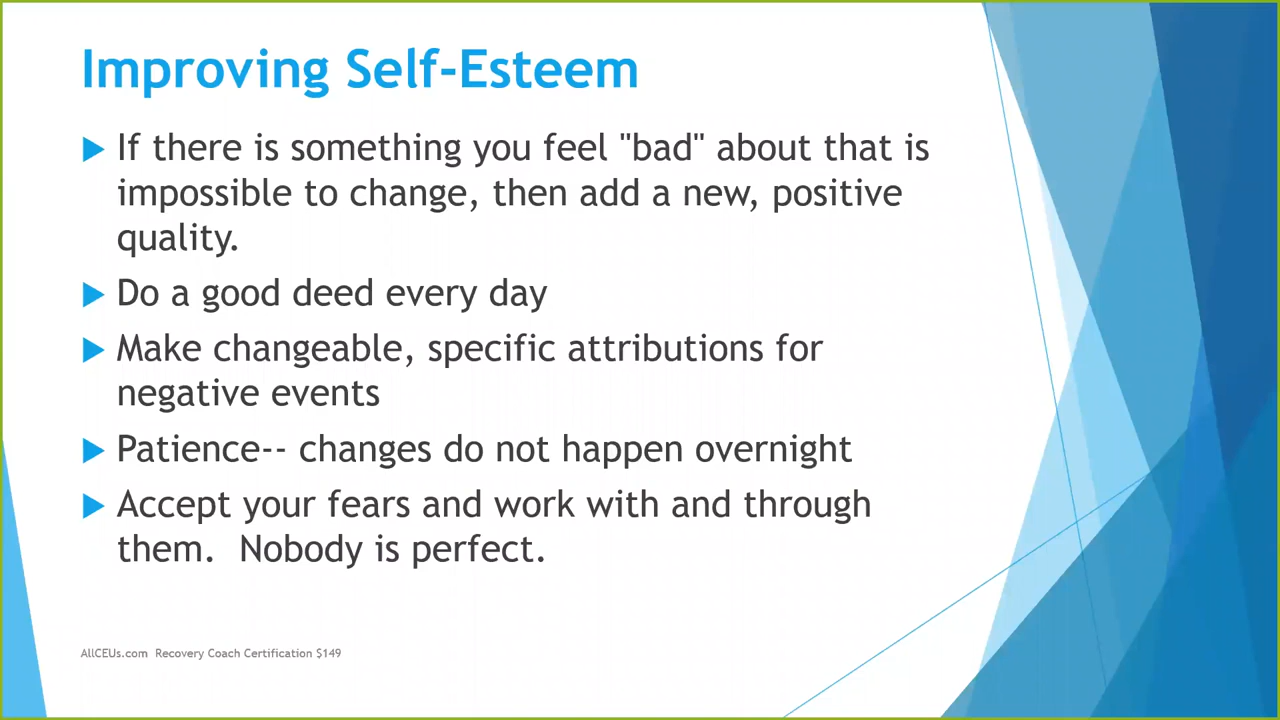 Improving Self-Esteem
If there is something you feel "bad" about that is
impossible to change, then add a new, positive
quality.
Do a good deed every day
Make changeable, specific attributions for
negative events
Patience-- changes do not happen overnight
Accept your fears and work with and through
them.  Nobody is perfect.
AllCEUs.com  Recovery Coach Certification $149